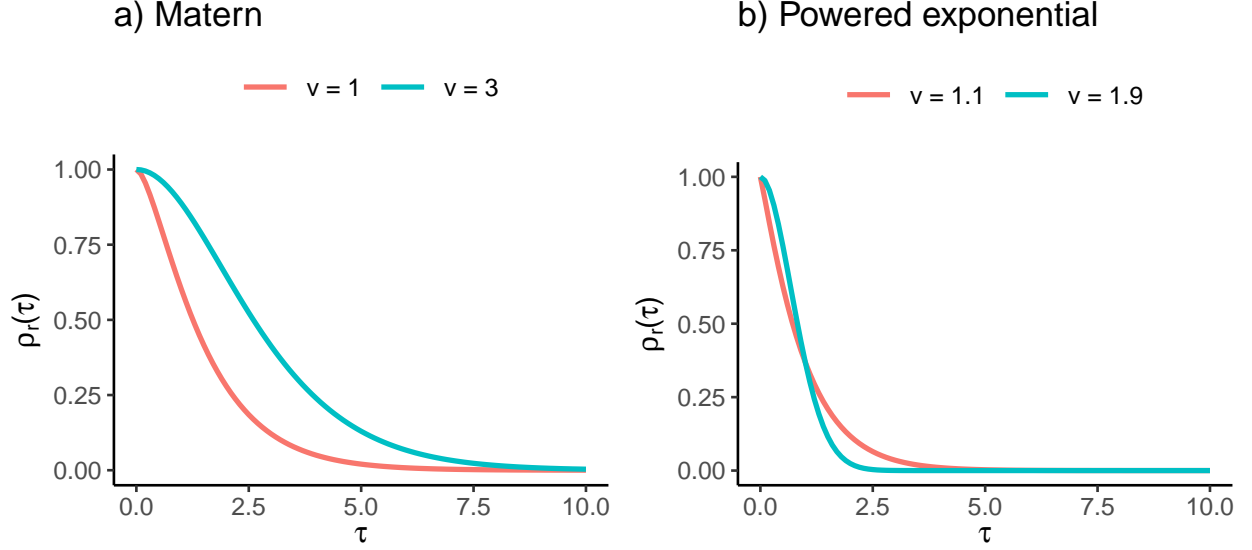 a) Matern
v = 1 v = 3
1.00
0.75
0.50
0.25
0.00
ρr(τ)
0.0 2.5 5.0 7.5 10.0
τ
b) Powered exponential
v = 1.1 v = 1.9
1.00
0.75
0.50
0.25
0.00
ρr(τ)
0.0 2.5 5.0 7.5 10.0
τ